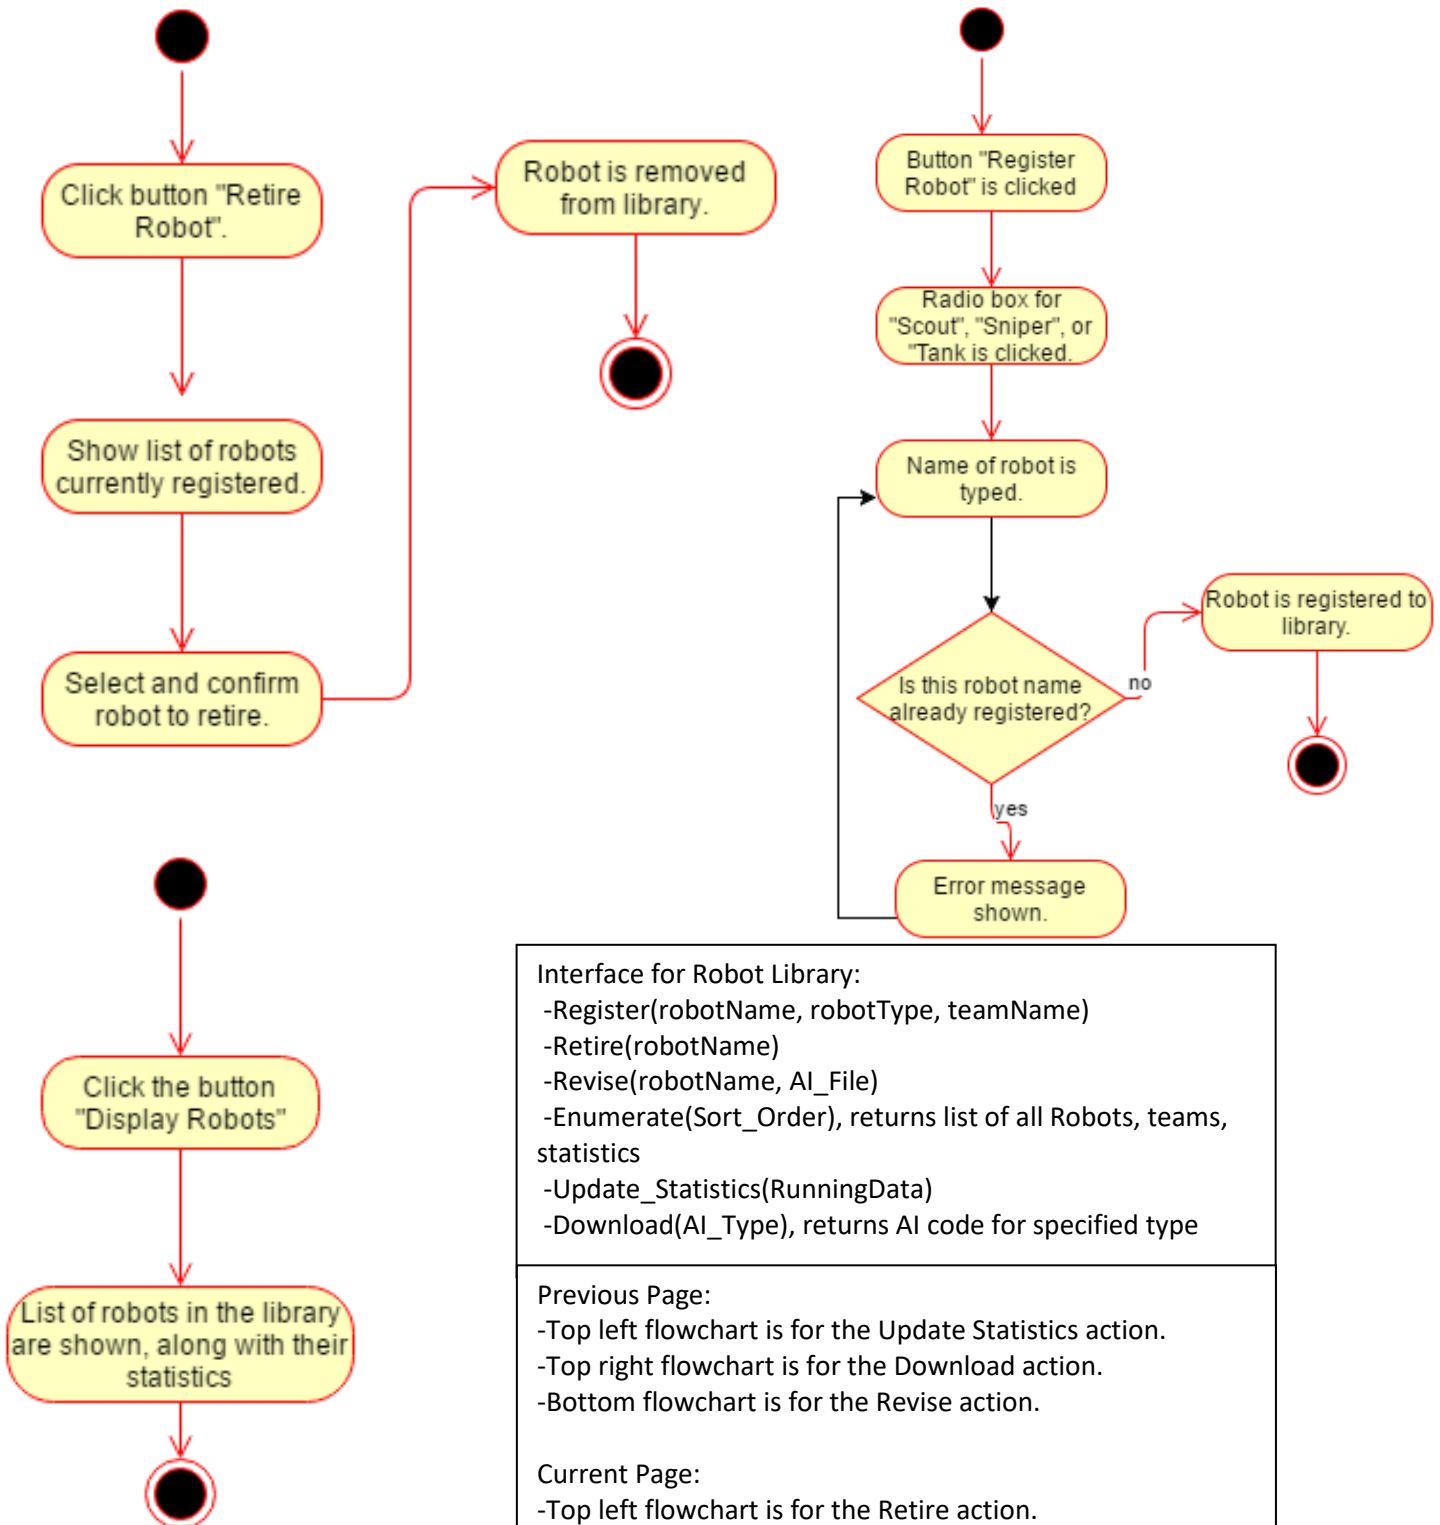 Click button "Retire
Robot".
Show list of robots
currently registered.
Select and confirm
robot to retire.
Robot is removed
from library.
Button "Register
Robot" is clicked
Radio box for
"Scout", "Sniper", or
"Tank is clicked.
Name of robot is
typed.
Is this robot name
already registered?
no
Robot is registered to
library.
yes
Error message
shown.
Click the button
"Display Robots"
List of robots in the library
are shown, along with their
statistics
Interface for Robot Library:
-Register(robotName, robotType, teamName)
-Retire(robotName)
-Revise(robotName, AI_File)
-Enumerate(Sort_Order), returns list of all Robots, teams,
statistics
-Update_Statistics(RunningData)
-Download(AI_Type), returns AI code for specified type
Previous Page:
-Top left flowchart is for the Update Statistics action.
-Top right flowchart is for the Download action.
-Bottom flowchart is for the Revise action.
Current Page:
-Top left flowchart is for the Retire action.